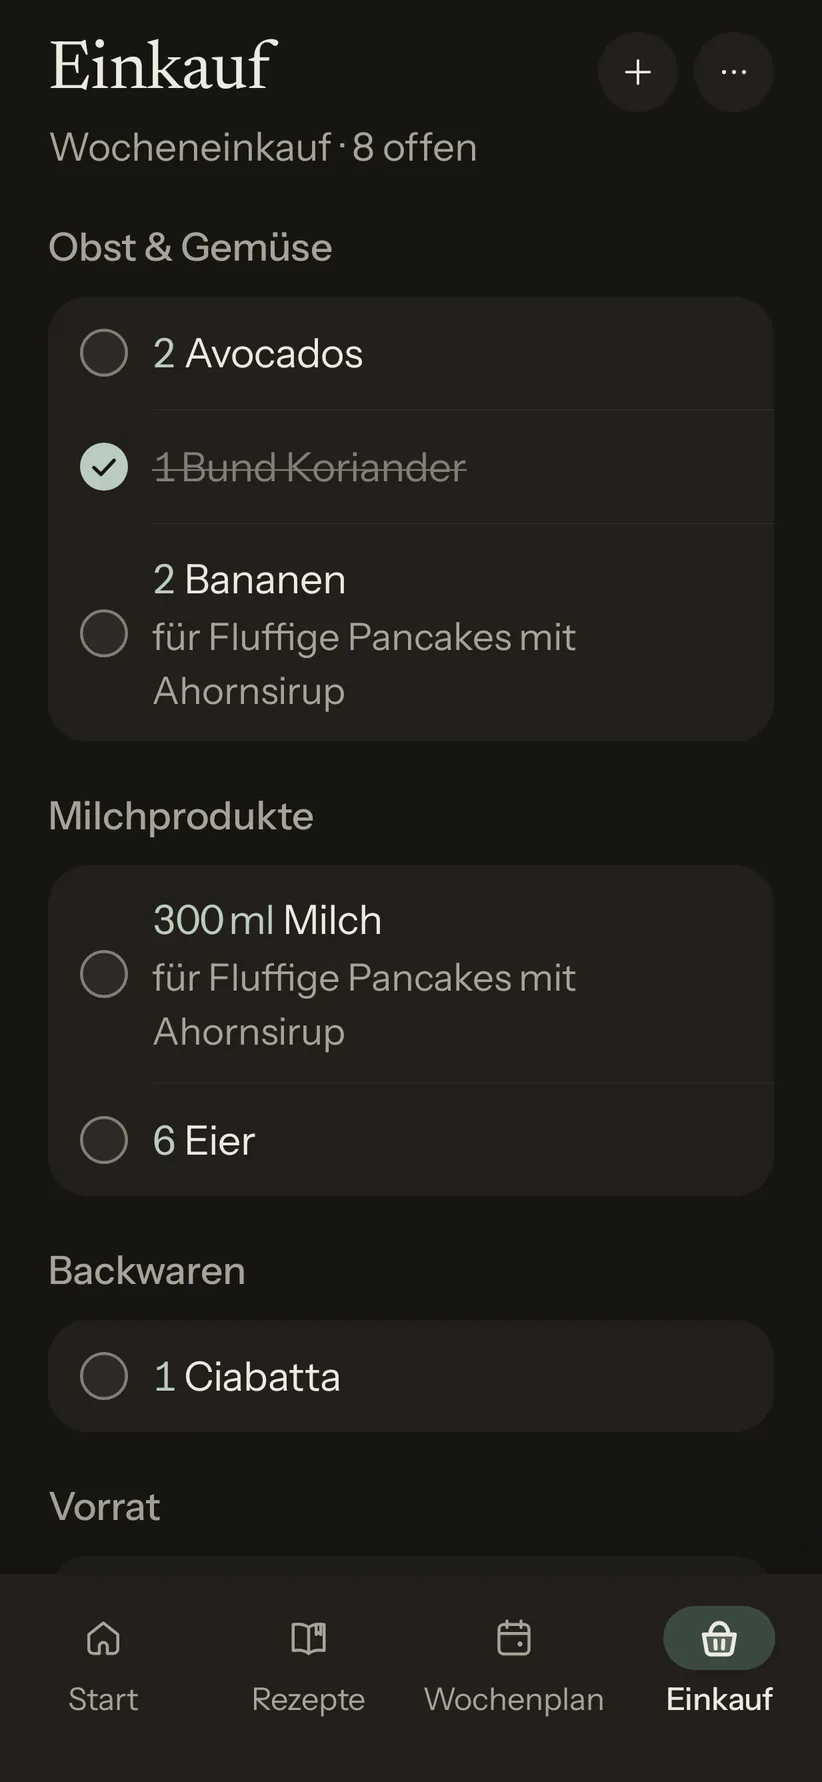 Einkauf
Wocheneinkauf · 8 offen
Obst & Gemüse
2 Avocados
1 Bund Koriander
2 Bananen
für Fluffige Pancakes mit
Ahornsirup
Milchprodukte
300 ml Milch
für Fluffige Pancakes mit
Ahornsirup
6 Eier
Backwaren
1 Ciabatta
Vorrat
Start Rezepte Wochenplan Einkauf